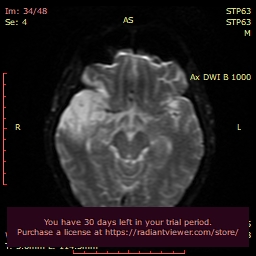 Im: 34/48
Se: 4
AS
STP63
STP63
M
Ax DWI B 1000
R
L
You have 30 days left in your trial period.
Purchase a license at https://radiantviewer.com/store/